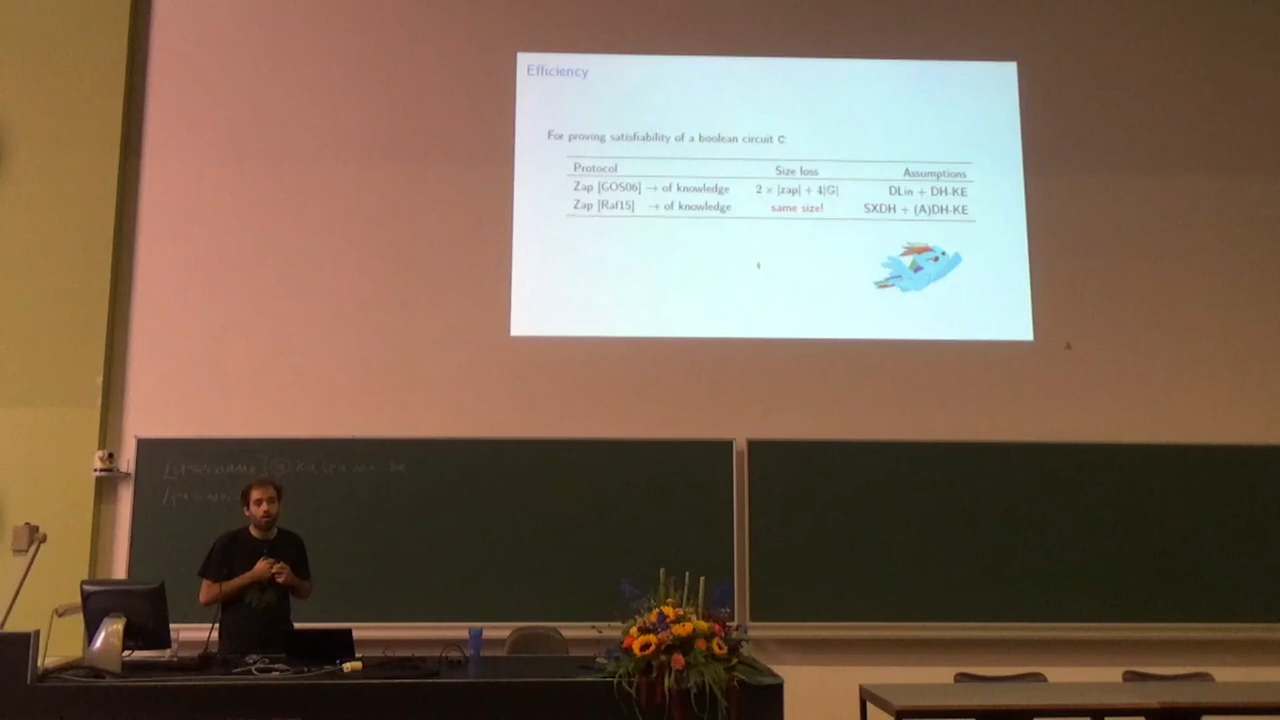 Efficiency
For proving satisfiability of a boolean circuit C:
Protocol Size loss Assumptions
Zap [GOS06] → of knowledge 2 × |zap| + 4|G| DLin + DH-KE
Zap [Raf15] → of knowledge same size! SXDH + (A)DH-KE